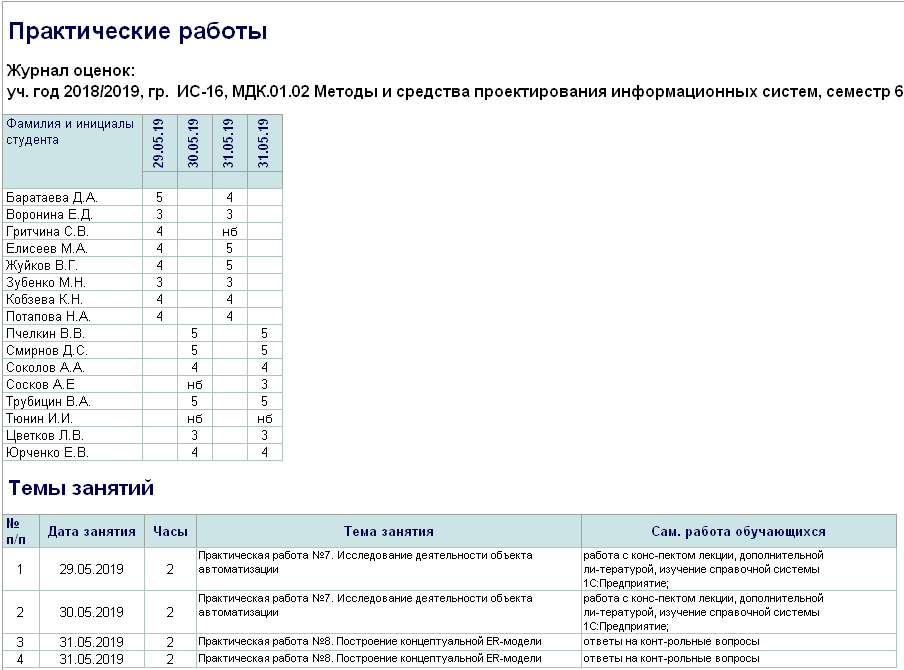 Практические работы
Журнал оценок:
уч. год 2018/2019, гр. ИС-16, МДК.01.02 Методы и средства проектирования информационных систем, семестр 6
Фамилия и инициалы студента 29.05.19 30.05.19 31.05.19 31.05.19
Баратаева Д.А. 5 4
Воронина Е.Д. 3 3
Гритчина С.В. 4 нб
Елисеев М.А. 4 5
Жуйков В.Г. 4 5
Зубенко М.Н. 3 3
Кобзева К.Н. 4 4
Потапова Н.А. 4 4
Пчелкин В.В. 5 5
Смирнов Д.С. 5 5
Соколов А.А. 4 4
Сосков А.Е нб 3
Трубицин В.А. 5 5
Тюнин И.И. нб нб
Цветков Л.В. 3 3
Юрченко Е.В. 4 4
Темы занятий
№ п/п Дата занятия Часы Тема занятия Сам. работа обучающихся
1 29.05.2019 2 Практическая работа №7. Исследование деятельности объекта автоматизации работа с конс-пектом лекции, дополнительной ли-тературой, изучение справочной системы 1С:Предприятие;
2 30.05.2019 2 Практическая работа №7. Исследование деятельности объекта автоматизации работа с конс-пектом лекции, дополнительной ли-тературой, изучение справочной системы 1С:Предприятие;
3 31.05.2019 2 Практическая работа №8. Построение концептуальной ER-модели ответы на конт-рольные вопросы
4 31.05.2019 2 Практическая работа №8. Построение концептуальной ER-модели ответы на конт-рольные вопросы